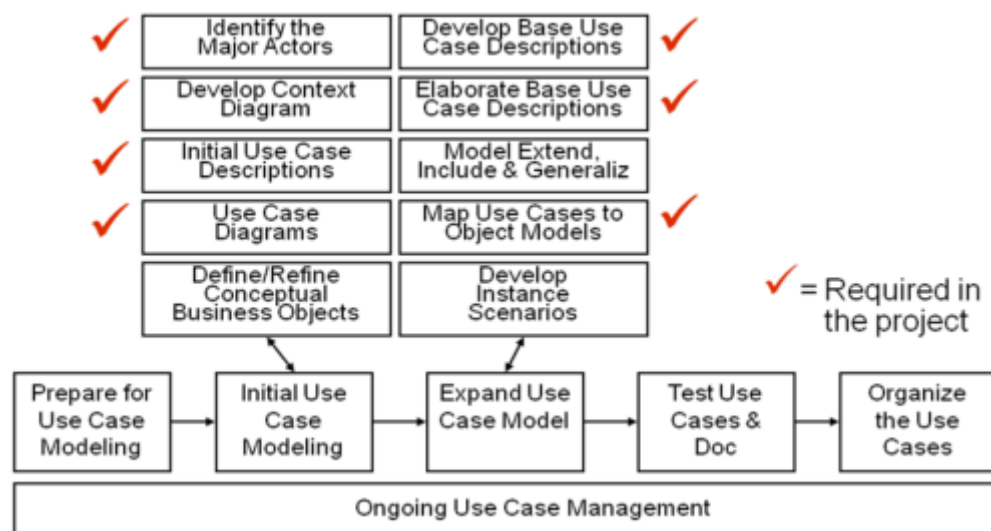 Identify the
Major Actors
Develop Base Use
Case Descriptions
Develop Context
Diagram
Elaborate Base Use
Case Descriptions
Initial Use Case
Descriptions
Model Extend,
Include & Generaliz
Use Case
Diagrams
Map Use Cases to
Object Models
Define/Refine
Conceptual
Business Objects
Develop
Instance
Scenarios
= Required in
the project
Prepare for
Use Case
Modeling
Initial Use
Case
Modeling
Expand Use
Case Model
Test Use
Cases &
Doc
Organize
the Use
Cases
Ongoing Use Case Management